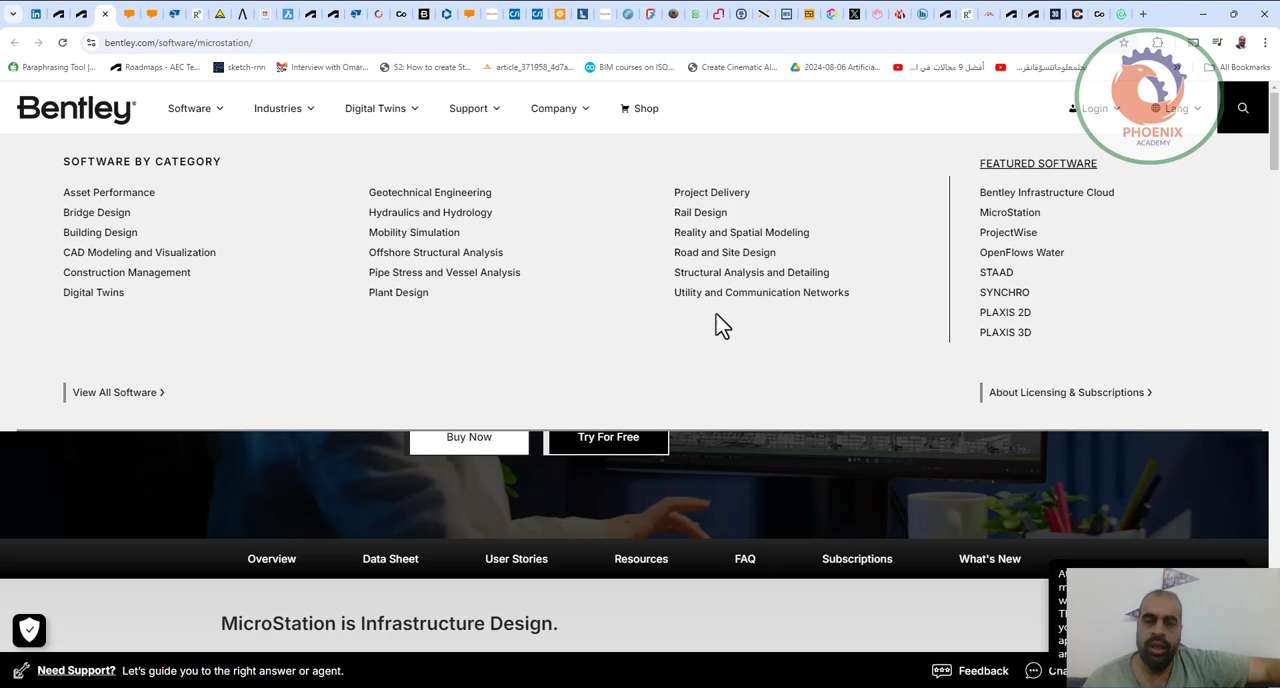 bentley.com/software/microstation/
Paraphrasing Tool |...
Roadmaps - AEC Te...
sketch-rnn
Interview with Omar...
S2: How to create St...
article_371958_4d7a...
BIM courses on ISO...
Create Cinematic AI...
2024-08-06 Artificia...
أفضل 9 مجالات في ا...
All Bookmarks
Bentley
Software
Industries
Digital Twins
Support
Company
Shop
Login
Lang
PHOENIX
ACADEMY
SOFTWARE BY CATEGORY
Asset Performance
Bridge Design
Building Design
CAD Modeling and Visualization
Construction Management
Digital Twins
Geotechnical Engineering
Hydraulics and Hydrology
Mobility Simulation
Offshore Structural Analysis
Pipe Stress and Vessel Analysis
Plant Design
Project Delivery
Rail Design
Reality and Spatial Modeling
Road and Site Design
Structural Analysis and Detailing
Utility and Communication Networks
FEATURED SOFTWARE
Bentley Infrastructure Cloud
MicroStation
ProjectWise
OpenFlows Water
STAAD
SYNCHRO
PLAXIS 2D
PLAXIS 3D
View All Software >
About Licensing & Subscriptions >
Buy Now
Try For Free
Overview
Data Sheet
User Stories
Resources
FAQ
Subscriptions
What's New
MicroStation is Infrastructure Design.
Need Support? Let's guide you to the right answer or agent.
Feedback